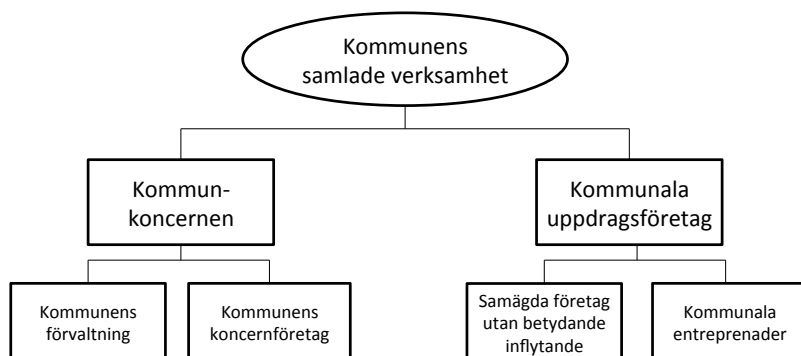 Kommunens
samlade verksamhet
Kommun-
koncernen
Kommunala
uppdragsföretag
Kommunens
förvaltning
Kommunens
koncernföretag
Samägda företag
utan betydande
inflytande
Kommunala
entreprenader